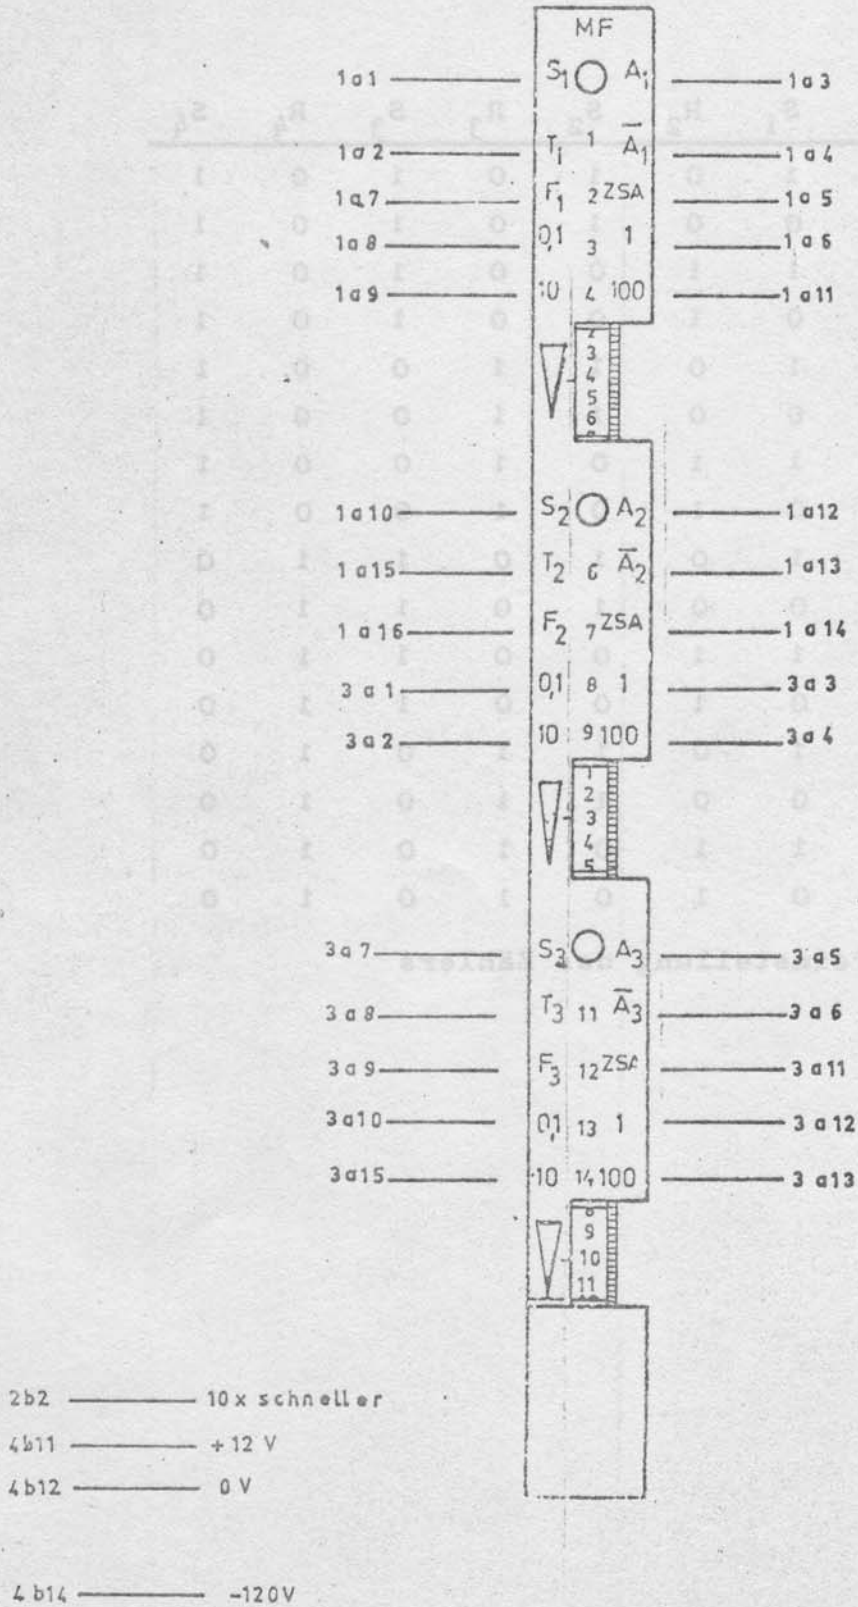 MF
1a1 S1 A1 1a3
1a2 T1 1 A̅1 1a4
1a7 F1 2 ZSA 1a5
1a8 0,1 3 1 1a6
1a9 10 4 100 1a11
3
4
5
6
1a10 S2 A2 1a12
1a15 T2 6 A̅2 1a13
1a16 F2 7 ZSA 1a14
3a1 0,1 8 1 3a3
3a2 10 9 100 3a4
1
2
3
4
5
3a7 S3 A3 3a5
3a8 T3 11 A̅3 3a6
3a9 F3 12 ZSA 3a11
3a10 0,1 13 1 3a12
3a15 10 14 100 3a13
9
10
11
2b2 10x schneller
4b11 +12 V
4b12 0 V
4b14 -120V